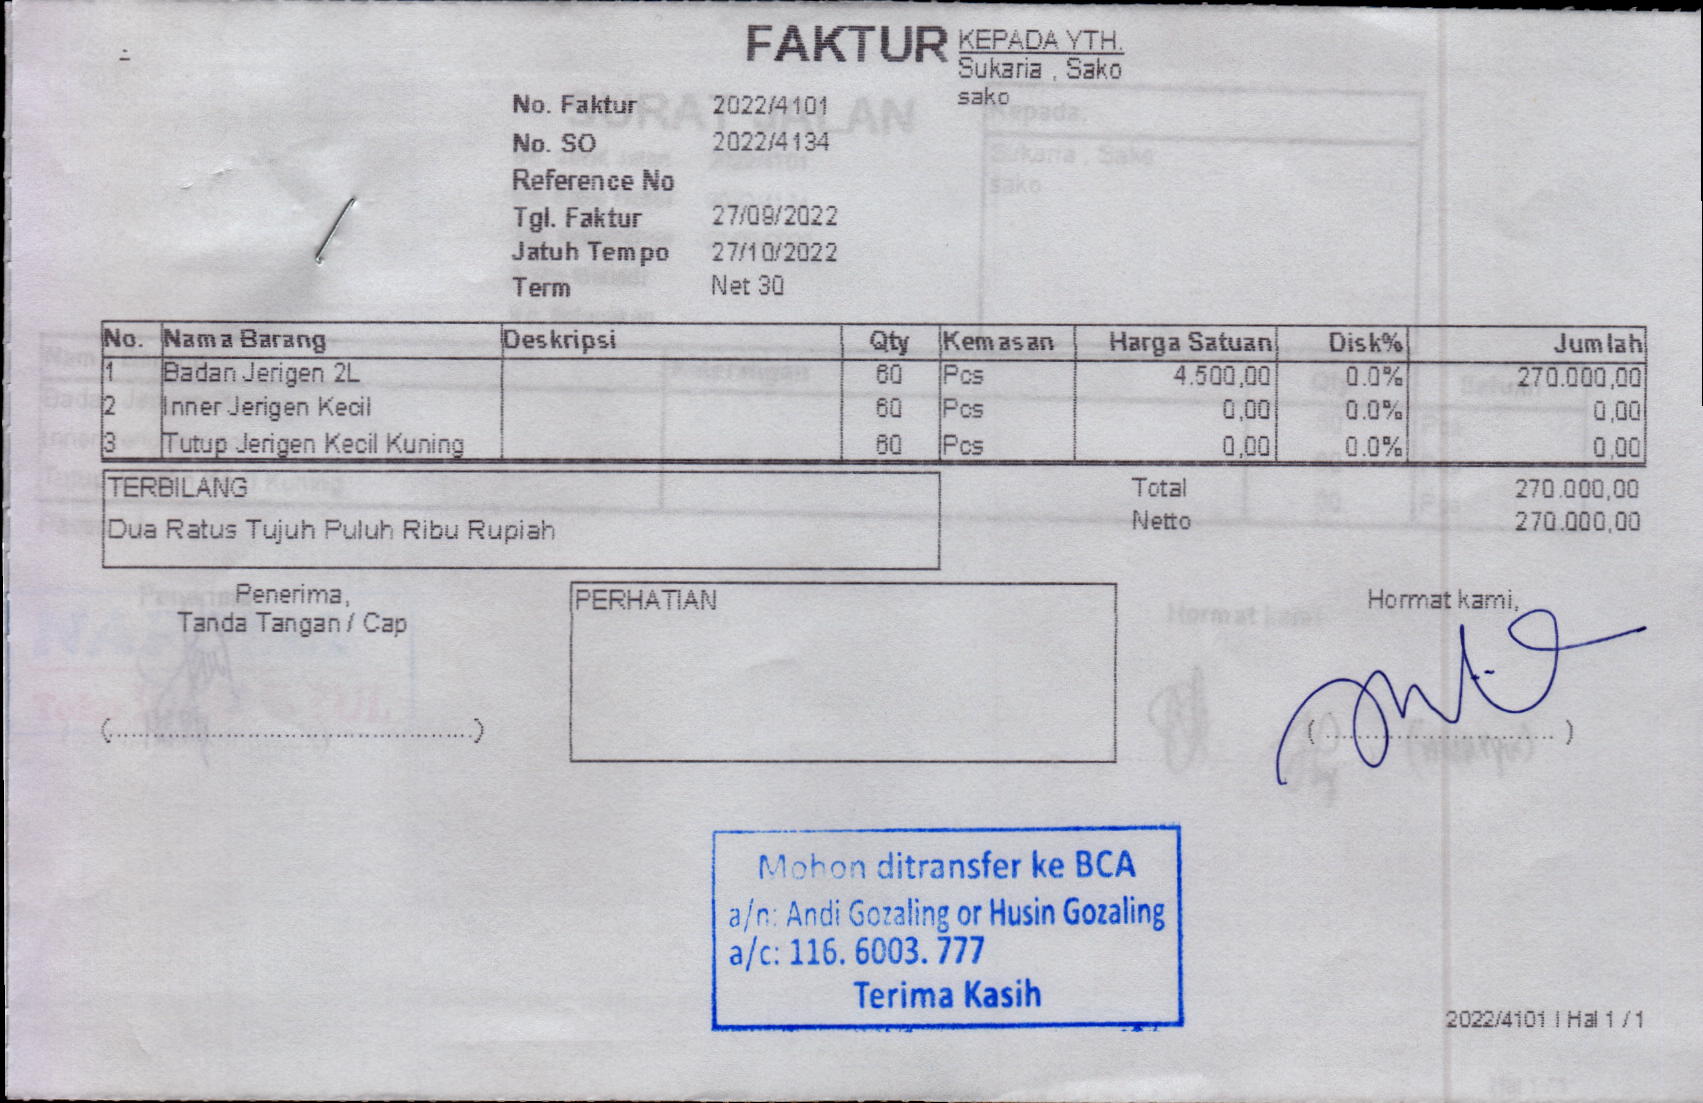 FAKTUR
KEPADA YTH.
Sukaria , Sako
sako
No. Faktur 2022/4101
No. SO 2022/4134
Reference No
Tgl. Faktur 27/09/2022
Jatuh Tempo 27/10/2022
Term Net 30
No. Nama Barang Deskripsi Qty Kemasan Harga Satuan Disk% Jumlah
1 Badan Jerigen 2L 60 Pcs 4.500,00 0.0% 270.000,00
2 Inner Jerigen Kecil 60 Pcs 0,00 0.0% 0,00
3 Tutup Jerigen Kecil Kuning 60 Pcs 0,00 0.0% 0,00
TERBILANG
Dua Ratus Tujuh Puluh Ribu Rupiah
Total 270.000,00
Netto 270.000,00
Penerima,
Tanda Tangan / Cap
(..........................................)
PERHATIAN
Hormat kami,
(..............................)
Mohon ditransfer ke BCA
a/n: Andi Gozaling or Husin Gozaling
a/c: 116. 6003. 777
Terima Kasih
2022/4101 | Hal 1 / 1